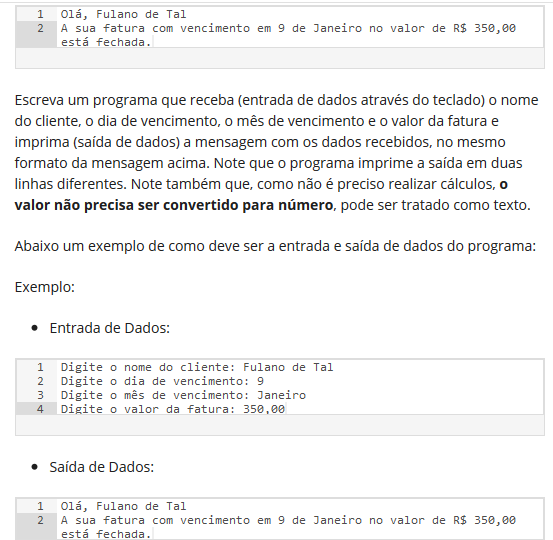 1 Olá, Fulano de Tal
2 A sua fatura com vencimento em 9 de Janeiro no valor de R$ 350,00
está fechada.
Escreva um programa que receba (entrada de dados através do teclado) o nome
do cliente, o dia de vencimento, o mês de vencimento e o valor da fatura e
imprima (saída de dados) a mensagem com os dados recebidos, no mesmo
formato da mensagem acima. Note que o programa imprime a saída em duas
linhas diferentes. Note também que, como não é preciso realizar cálculos, o
valor não precisa ser convertido para número, pode ser tratado como texto.
Abaixo um exemplo de como deve ser a entrada e saída de dados do programa:
Exemplo:
• Entrada de Dados:
1 Digite o nome do cliente: Fulano de Tal
2 Digite o dia de vencimento: 9
3 Digite o mês de vencimento: Janeiro
4 Digite o valor da fatura: 350,00
• Saída de Dados:
1 Olá, Fulano de Tal
2 A sua fatura com vencimento em 9 de Janeiro no valor de R$ 350,00
está fechada.